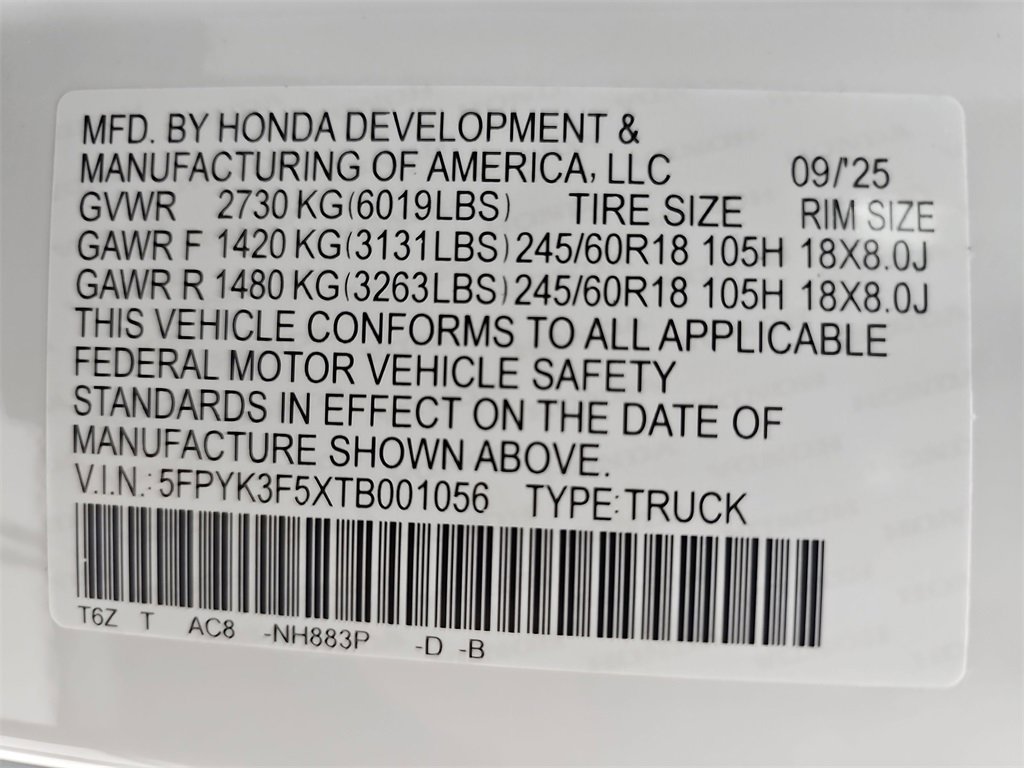 MFD. BY HONDA DEVELOPMENT &
MANUFACTURING OF AMERICA, LLC 09/'25
GVWR 2730 KG(6019LBS) TIRE SIZE RIM SIZE
GAWR F 1420 KG(3131LBS) 245/60R18 105H 18X8.0J
GAWR R 1480 KG(3263LBS) 245/60R18 105H 18X8.0J
THIS VEHICLE CONFORMS TO ALL APPLICABLE
FEDERAL MOTOR VEHICLE SAFETY
STANDARDS IN EFFECT ON THE DATE OF
MANUFACTURE SHOWN ABOVE.
V.I.N.: 5FPYK3F5XTB001056 TYPE: TRUCK
T6Z T AC8 -NH883P -D -B